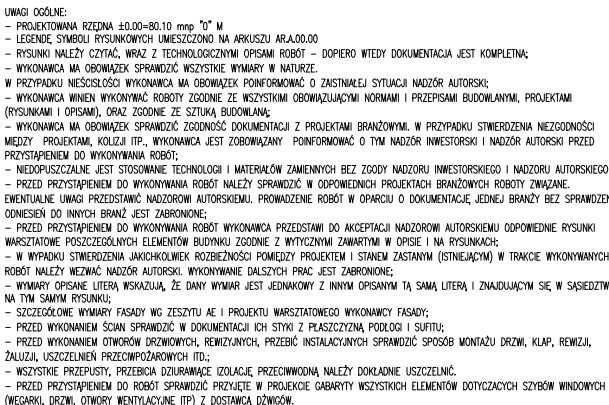 UWAGI OGÓLNE:
– PROJEKTOWANA RZĘDNA ±0.00=80.10 mnp "0" M
– LEGENDĘ SYMBOLI RYSUNKOWYCH UMIESZCZONO NA ARKUSZU AR.A.00.00
– RYSUNKI NALEŻY CZYTAĆ, WRAZ Z TECHNOLOGICZNYMI OPISAMI ROBÓT – DOPIERO WTEDY DOKUMENTACJA JEST KOMPLETNA;
– WYKONAWCA MA OBOWIĄZEK SPRAWDZIĆ WSZYSTKIE WYMIARY W NATURZE.
W PRZYPADKU NIEŚCISŁOŚCI WYKONAWCA MA OBOWIĄZEK POINFORMOWAĆ O ZAISTNIAŁEJ SYTUACJI NADZÓR AUTORSKI;
– WYKONAWCA WINIEN WYKONYWAĆ ROBOTY ZGODNIE ZE WSZYSTKIMI OBOWIĄZUJĄCYMI NORMAMI I PRZEPISAMI BUDOWLANYMI, PROJEKTAMI
(RYSUNKAMI I OPISAMI), ORAZ ZGODNIE ZE SZTUKĄ BUDOWLANĄ;
– WYKONAWCA MA OBOWIĄZEK SPRAWDZIĆ ZGODNOŚĆ DOKUMENTACJI Z PROJEKTAMI BRANŻOWYMI. W PRZYPADKU STWIERDZENIA NIEZGODNOŚCI
MIĘDZY PROJEKTAMI, KOLIZJI ITP., WYKONAWCA JEST ZOBOWIĄZANY POINFORMOWAĆ O TYM NADZÓR INWESTORSKI I NADZÓR AUTORSKI PRZED
PRZYSTĄPIENIEM DO WYKONYWANIA ROBÓT;
– NIEDOPUSZCZALNE JEST STOSOWANIE TECHNOLOGII I MATERIAŁÓW ZAMIENNYCH BEZ ZGODY NADZORU INWESTORSKIEGO I NADZORU AUTORSKIEGO
– PRZED PRZYSTĄPIENIEM DO WYKONYWANIA ROBÓT NALEŻY SPRAWDZIĆ W ODPOWIEDNICH PROJEKTACH BRANŻOWYCH ROBOTY ZWIĄZANE.
EWENTUALNE UWAGI PRZEDSTAWIĆ NADZOROWI AUTORSKIEMU. PROWADZENIE ROBÓT W OPARCIU O DOKUMENTACJĘ JEDNEJ BRANŻY BEZ SPRAWDZEN
ODNIESIEŃ DO INNYCH BRANŻ JEST ZABRONIONE;
– PRZED PRZYSTĄPIENIEM DO WYKONYWANIA ROBÓT WYKONAWCA PRZEDSTAWI DO AKCEPTACJI NADZOROWI AUTORSKIEMU ODPOWIEDNIE RYSUNKI
WARSZTATOWE POSZCZEGÓLNYCH ELEMENTÓW BUDYNKU ZGODNIE Z WYTYCZNYMI ZAWARTYMI W OPISIE I NA RYSUNKACH;
– W WYPADKU STWIERDZENIA JAKICHKOLWIEK ROZBIEŻNOŚCI POMIĘDZY PROJEKTEM I STANEM ZASTANYM (ISTNIEJĄCYM) W TRAKCIE WYKONYWANYCH
ROBÓT NALEŻY WEZWAĆ NADZÓR AUTORSKI. WYKONYWANIE DALSZYCH PRAC JEST ZABRONIONE;
– WYMIARY OPISANE LITERĄ WSKAZUJĄ, ŻE DANY WYMIAR JEST JEDNAKOWY Z INNYM OPISANYM TĄ SAMĄ LITERĄ I ZNAJDUJĄCYM SIĘ W SĄSIEDZTW
NA TYM SAMYM RYSUNKU;
– SZCZEGÓŁOWE WYMIARY FASADY WG ZESZYTU AE I PROJEKTU WARSZTATOWEGO WYKONAWCY FASADY;
– PRZED WYKONANIEM ŚCIAN SPRAWDZIĆ W DOKUMENTACJI ICH STYKI Z PŁASZCZYZNĄ PODŁOGI I SUFITU;
– PRZED WYKONANIEM OTWORÓW DRZWIOWYCH, REWIZYJNYCH, PRZEBIĆ INSTALACYJNYCH SPRAWDZIĆ SPOSÓB MONTAŻU DRZWI, KLAP, REWIZJI,
ŻALUZJI, USZCZELNIEŃ PRZECIWPOŻAROWYCH ITD.;
– WSZYSTKIE PRZEPUSTY, PRZEBICIA DZIURAWIĄCE IZOLACJĘ PRZECIWWODNĄ NALEŻY DOKŁADNIE USZCZELNIĆ.
– PRZED PRZYSTĄPIENIEM DO ROBÓT SPRAWDZIĆ PRZYJĘTE W PROJEKCIE GABARYTY WSZYSTKICH ELEMENTÓW DOTYCZACYCH SZYBÓW WINDOWYCH
(WĘGARKI, DRZWI, OTWORY WENTYLACYJNE ITP) Z DOSTAWCĄ DŹWIGÓW.